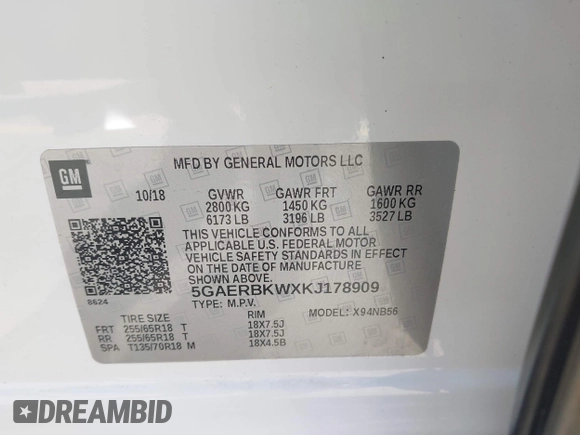 GM
MFD BY GENERAL MOTORS LLC
10/18 GVWR GAWR FRT GAWR RR
2800 KG 1450 KG 1600 KG
6173 LB 3196 LB 3527 LB
THIS VEHICLE CONFORMS TO ALL
APPLICABLE U.S. FEDERAL MOTOR
VEHICLE SAFETY STANDARDS IN EFFECT
ON THE DATE OF MANUFACTURE
SHOWN ABOVE.
8624 5GAERBKWXKJ178909
TYPE: M.P.V. MODEL: X94NB56
TIRE SIZE RIM
FRT 255/65R18 T 18X7.5J
RR 255/65R18 T 18X7.5J
SPA T135/70R18 M 18X4.5B
DREAMBID